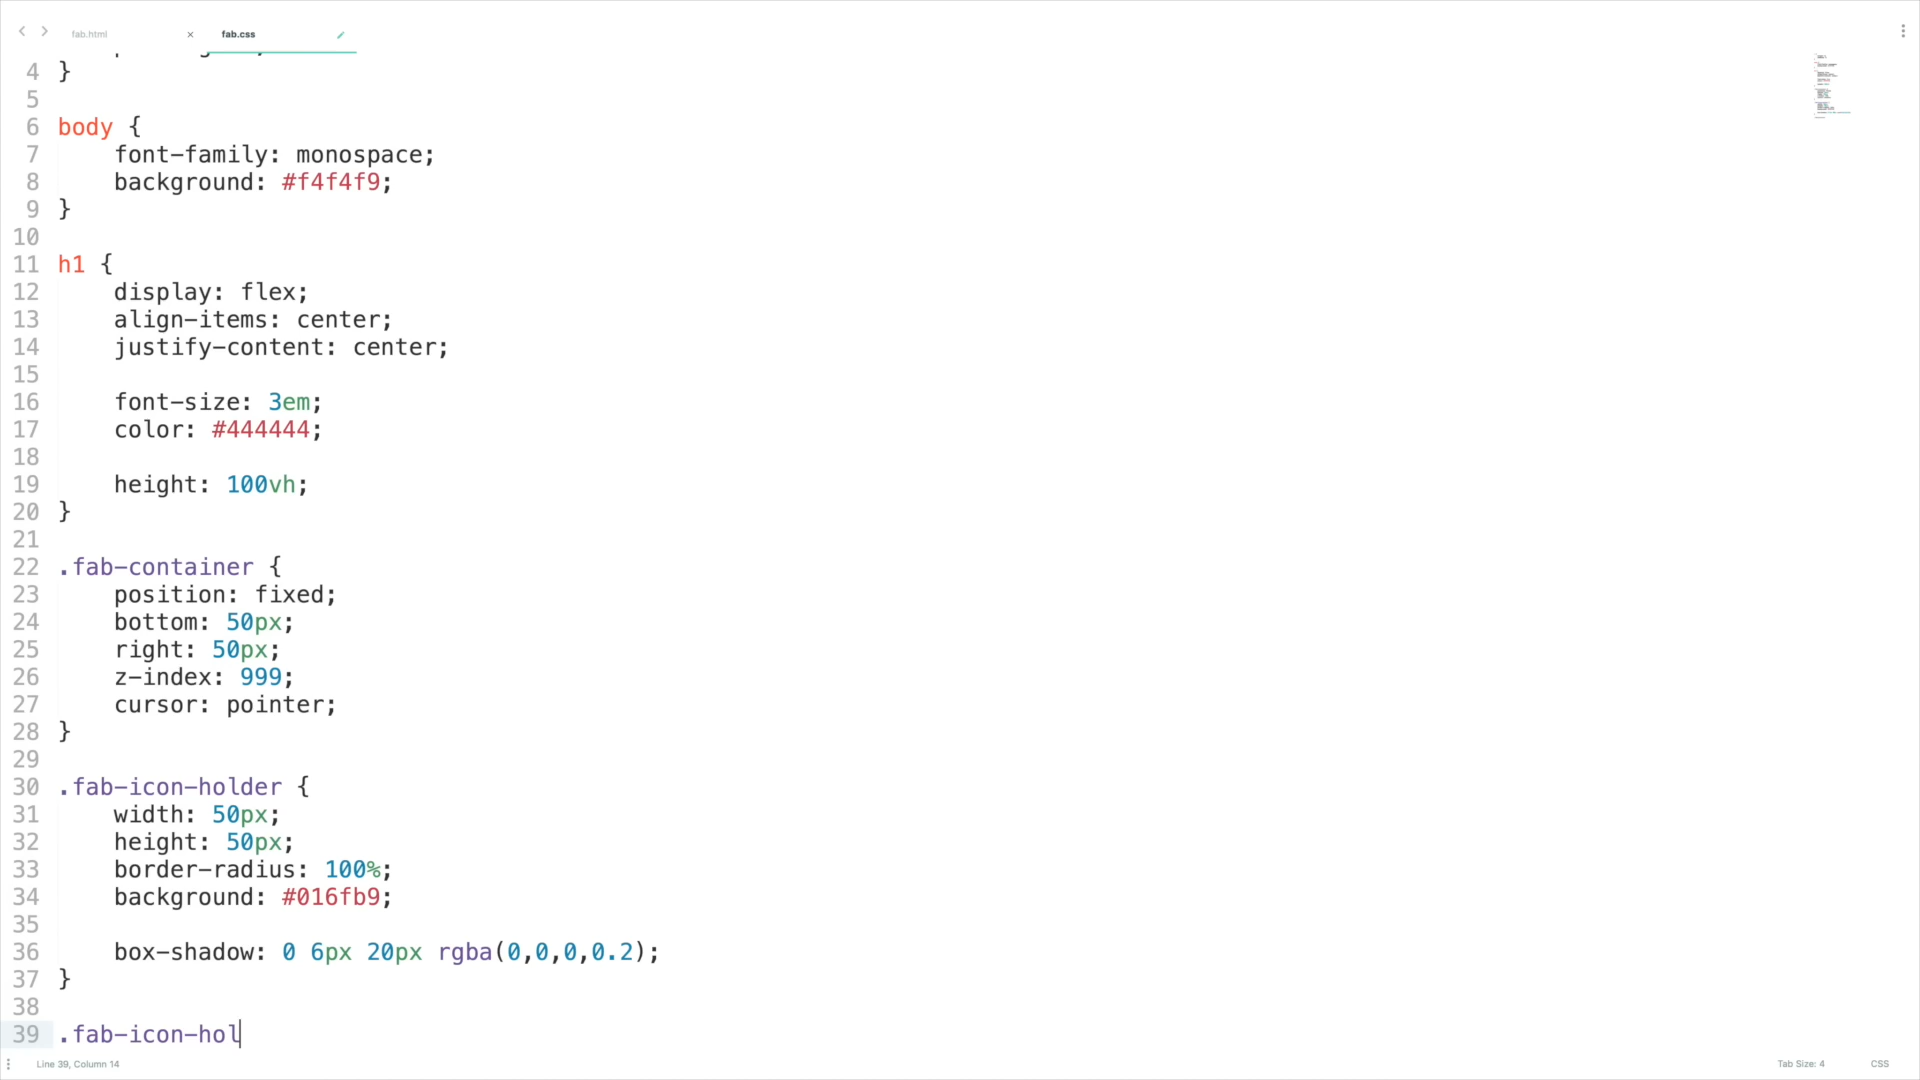 fab.html × fab.css
4 }
5
6 body {
7 font-family: monospace;
8 background: #f4f4f9;
9 }
10
11 h1 {
12 display: flex;
13 align-items: center;
14 justify-content: center;
15
16 font-size: 3em;
17 color: #444444;
18
19 height: 100vh;
20 }
21
22 .fab-container {
23 position: fixed;
24 bottom: 50px;
25 right: 50px;
26 z-index: 999;
27 cursor: pointer;
28 }
29
30 .fab-icon-holder {
31 width: 50px;
32 height: 50px;
33 border-radius: 100%;
34 background: #016fb9;
35
36 box-shadow: 0 6px 20px rgba(0,0,0,0.2);
37 }
38
39 .fab-icon-hol
Line 39, Column 14 Tab Size: 4 CSS